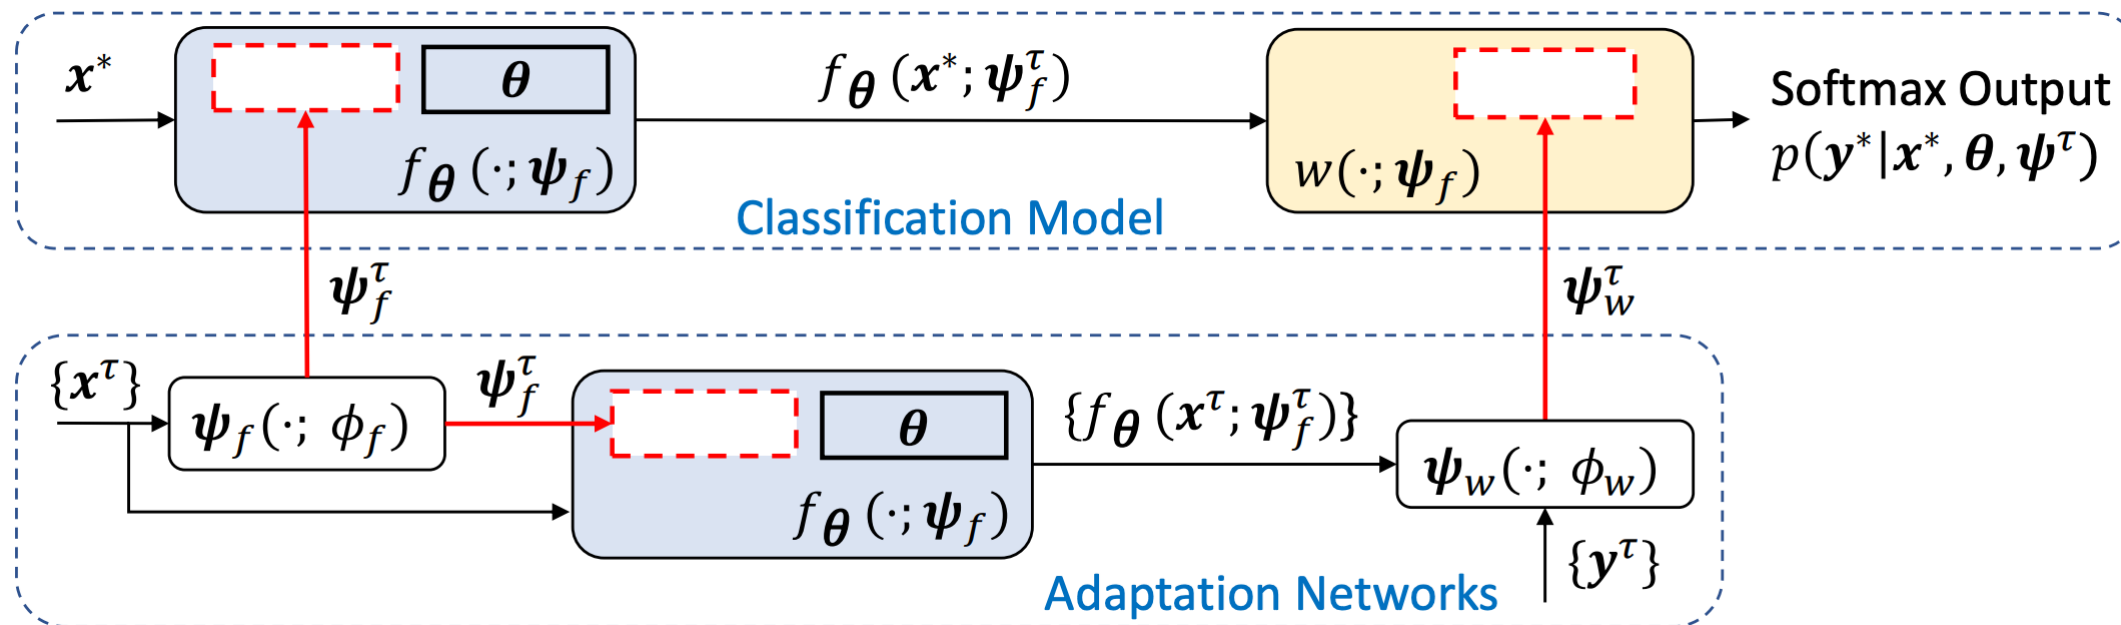 x*
θ
f_θ(·; ψ_f)
f_θ(x*; ψ_f^τ)
w(·; ψ_f)
Softmax Output
p(y*|x*, θ, ψ^τ)
Classification Model
ψ_f^τ
ψ_w^τ
{x^τ}
ψ_f(·; ϕ_f)
ψ_f^τ
θ
f_θ(·; ψ_f)
{f_θ(x^τ; ψ_f^τ)}
ψ_w(·; ϕ_w)
{y^τ}
Adaptation Networks